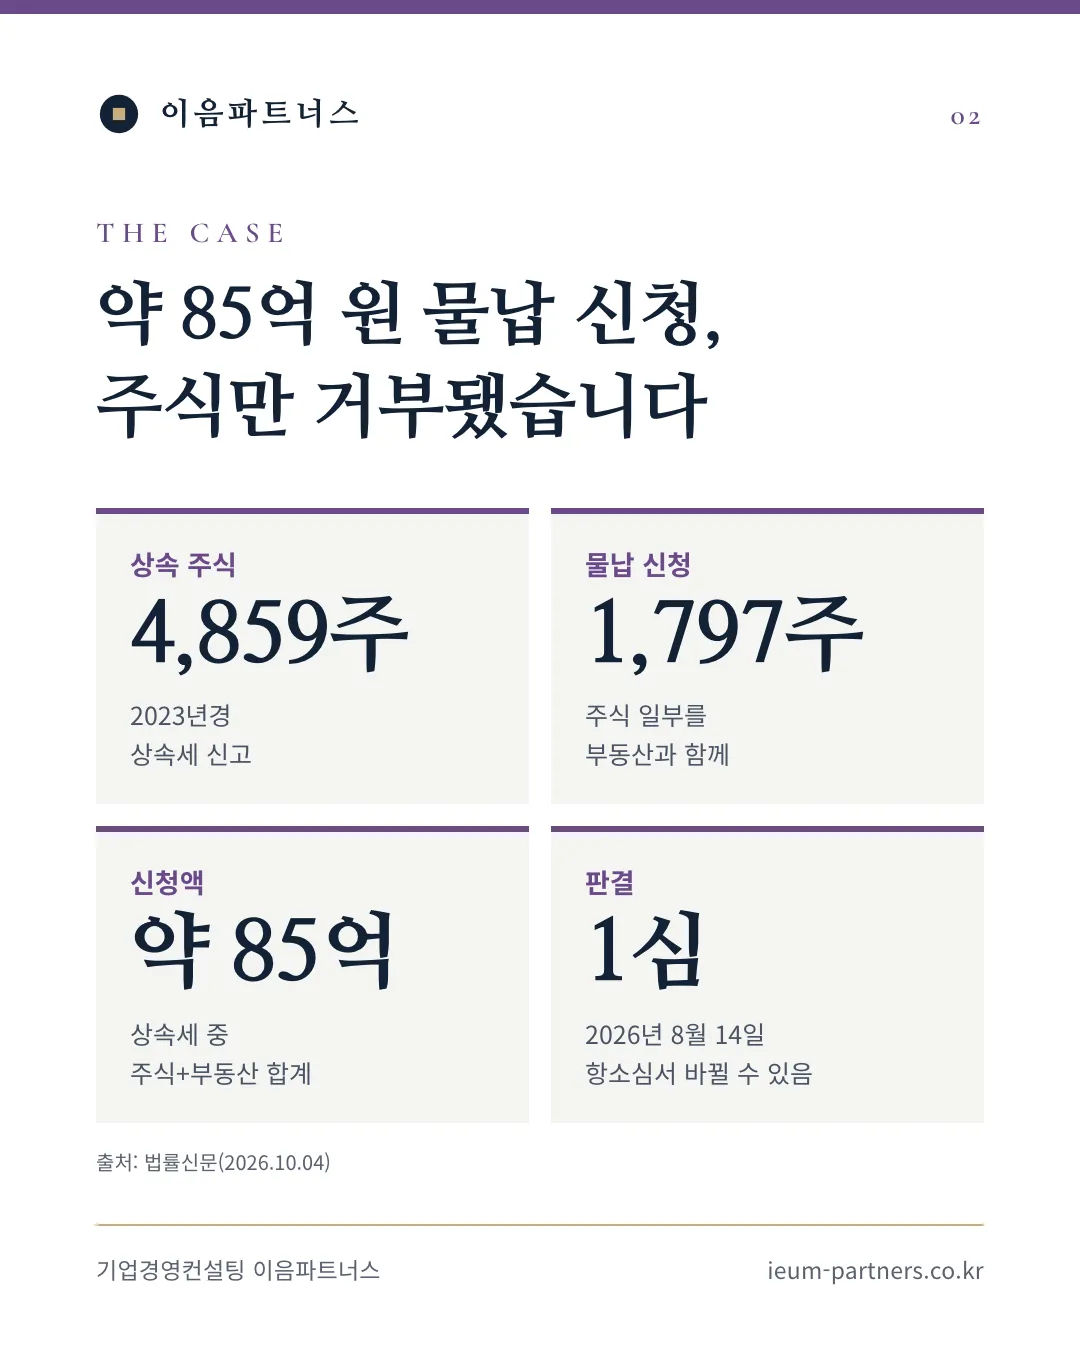 이음파트너스
02
THE CASE
약 85억 원 물납 신청,
주식만 거부됐습니다
상속 주식
4,859주
2023년경
상속세 신고
물납 신청
1,797주
주식 일부를
부동산과 함께
신청액
약 85억
상속세 중
주식+부동산 합계
판결
1심
2026년 8월 14일
항소심서 바뀔 수 있음
출처: 법률신문(2026.10.04)
기업경영컨설팅 이음파트너스
ieum-partners.co.kr